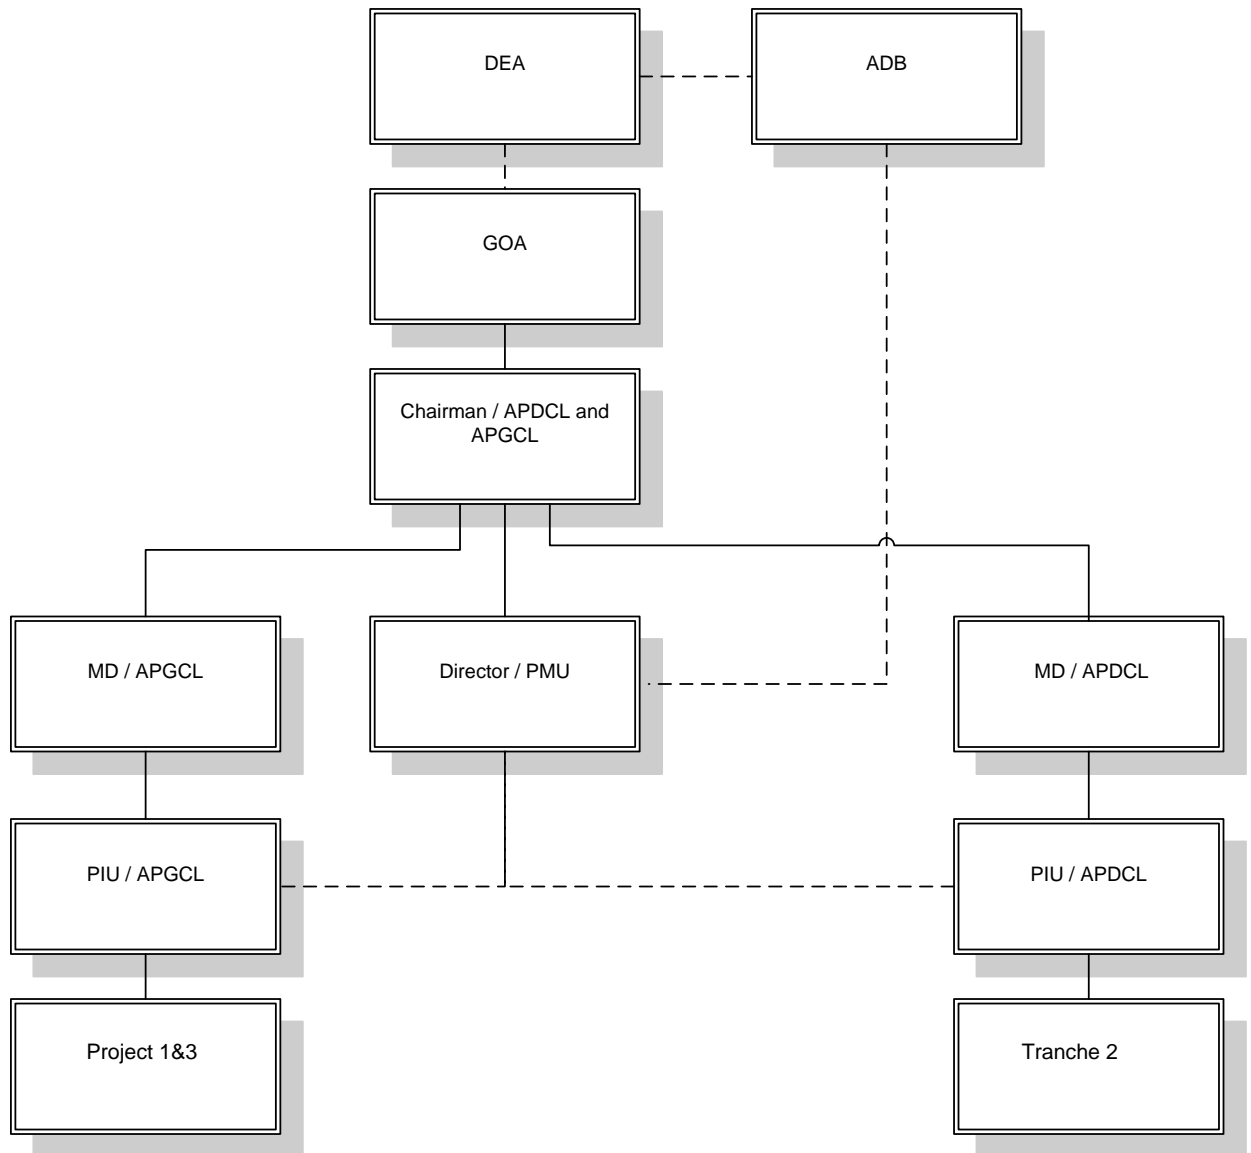 DEA
ADB
GOA
Chairman / APDCL and
APGCL
MD / APGCL
Director / PMU
MD / APDCL
PIU / APGCL
PIU / APDCL
Project 1&3
Tranche 2